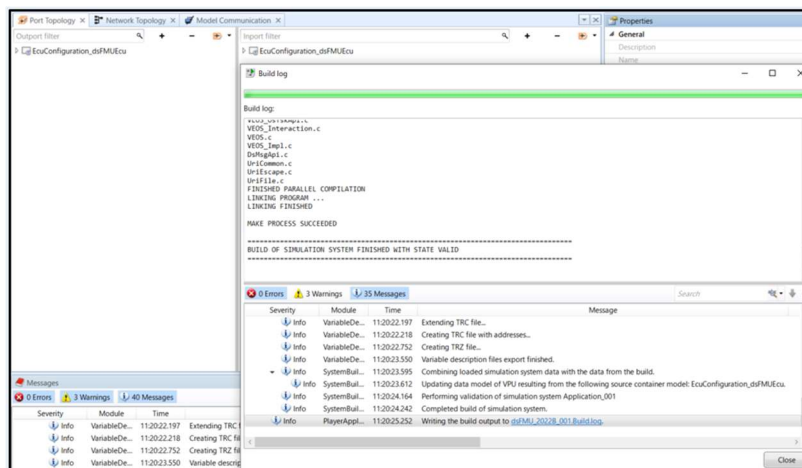 Port Topology
Network Topology
Model Communication
Properties
Outport filter
Inport filter
General
Description
Name
EcuConfiguration_dsFMUEcu
EcuConfiguration_dsFMUEcu
Build log
Build log:
VEOS_Interaction.c
VEOS.c
VEOS_Impl.c
DsMsgApi.c
UriCommon.c
UriEscape.c
UriFile.c
FINISHED PARALLEL COMPILATION
LINKING PROGRAM ...
LINKING FINISHED
MAKE PROCESS SUCCEEDED
BUILD OF SIMULATION SYSTEM FINISHED WITH STATE VALID
0 Errors 3 Warnings 35 Messages Search
Severity Module Time Message
Info VariableDe... 11:20:22.197 Extending TRC file...
Info VariableDe... 11:20:22.218 Creating TRC file with addresses...
Info VariableDe... 11:20:22.752 Creating TRZ file...
Info VariableDe... 11:20:23.550 Variable description files export finished.
Info SystemBuil... 11:20:23.595 Combining loaded simulation system data with the data from the build.
Info SystemBuil... 11:20:23.612 Updating data model of VPU resulting from the following source container model: EcuConfiguration_dsFMUEcu.
Info SystemBuil... 11:20:24.164 Performing validation of simulation system Application_001
Info SystemBuil... 11:20:24.242 Completed build of simulation system.
Info PlayerAppl... 11:20:25.252 Writing the build output to dsFMU_2022B_001.Build.log.
Close
Messages
0 Errors 3 Warnings 40 Messages
Severity Module Time
Info VariableDe... 11:20:22.197 Extending TRC f
Info VariableDe... 11:20:22.218 Creating TRC fil
Info VariableDe... 11:20:22.752 Creating TRZ fil
Info VariableDe... 11:20:23.550 Variable descrip